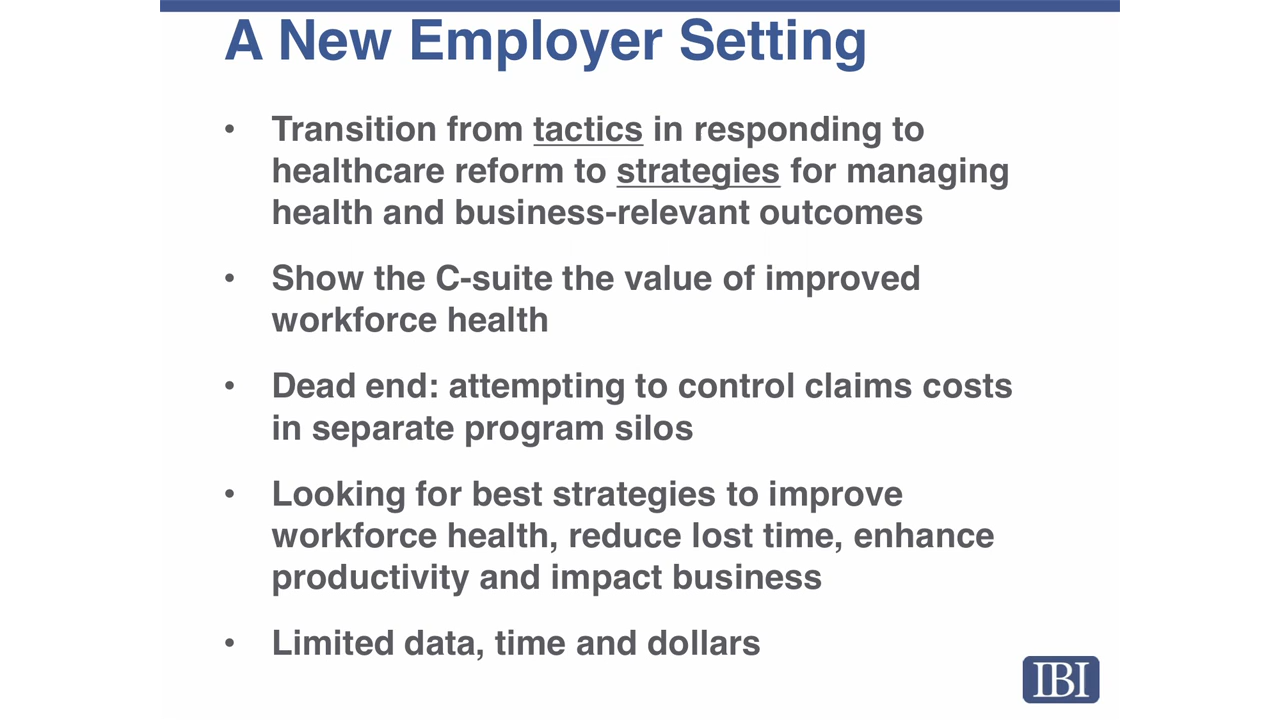 A New Employer Setting
• Transition from tactics in responding to
healthcare reform to strategies for managing
health and business-relevant outcomes
• Show the C-suite the value of improved
workforce health
• Dead end: attempting to control claims costs
in separate program silos
• Looking for best strategies to improve
workforce health, reduce lost time, enhance
productivity and impact business
• Limited data, time and dollars
IBI